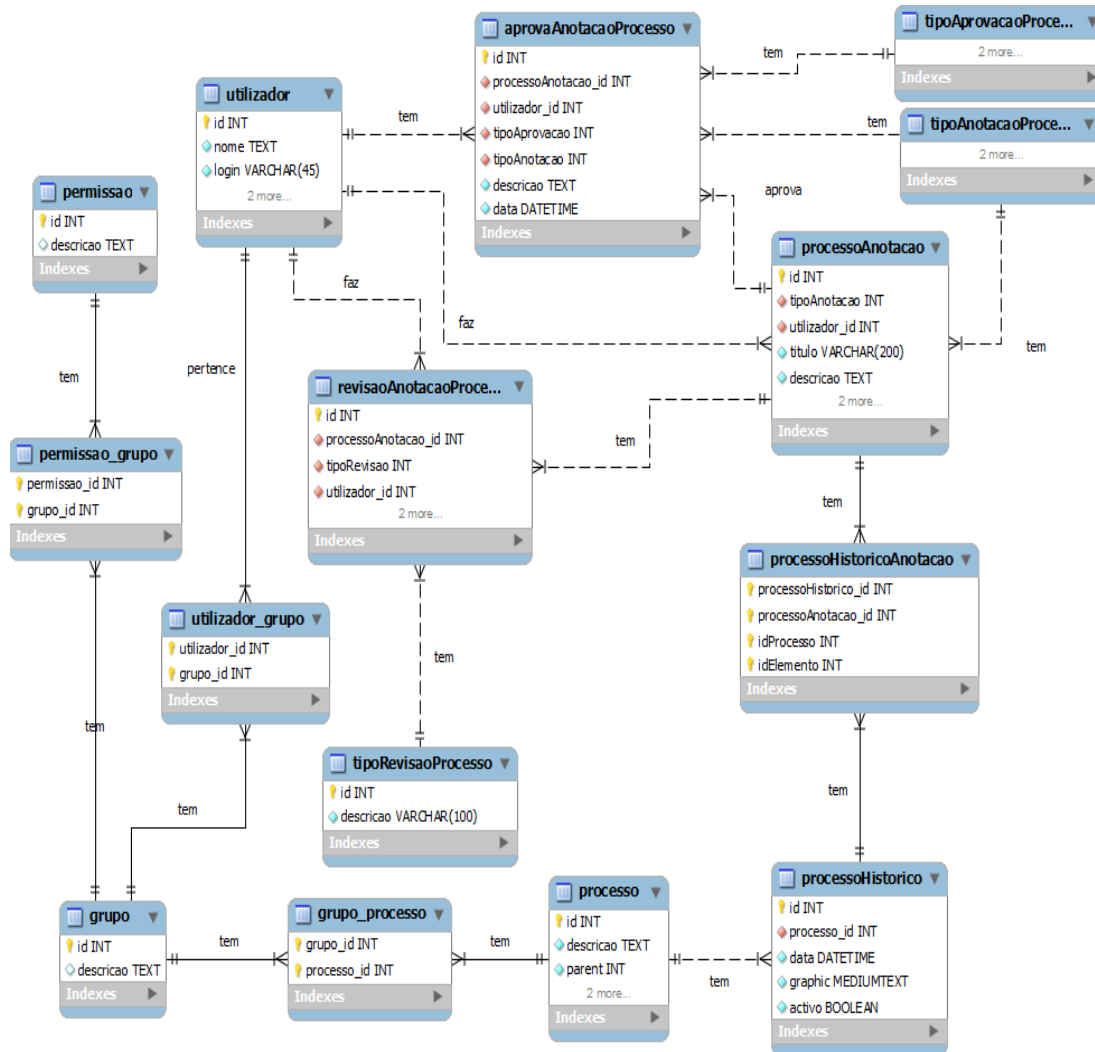 aprovaAnotacaoProcesso
id INT
processoAnotacao_id INT
utilizador_id INT
tipoAprovacao INT
tipoAnotacao INT
descricao TEXT
data DATETIME
Indexes
tipoAprovacaoProce...
2 more...
Indexes
tem
tipoAnotacaoProce...
2 more...
Indexes
tem
utilizador
id INT
nome TEXT
login VARCHAR(45)
2 more...
Indexes
tem
aprova
permissao
id INT
descricao TEXT
Indexes
processoAnotacao
id INT
tipoAnotacao INT
utilizador_id INT
titulo VARCHAR(200)
descricao TEXT
2 more...
Indexes
faz
faz
tem
tem
pertence
revisaoAnotacaoProce...
id INT
processoAnotacao_id INT
tipoRevisao INT
utilizador_id INT
2 more...
Indexes
tem
permissao_grupo
permissao_id INT
grupo_id INT
Indexes
tem
processoHistoricoAnotacao
processoHistorico_id INT
processoAnotacao_id INT
idProcesso INT
idElemento INT
Indexes
utilizador_grupo
utilizador_id INT
grupo_id INT
Indexes
tem
tem
tipoRevisaoProcesso
id INT
descricao VARCHAR(100)
Indexes
tem
tem
grupo
id INT
descricao TEXT
Indexes
tem
grupo_processo
grupo_id INT
processo_id INT
Indexes
tem
processo
id INT
descricao TEXT
parent INT
2 more...
Indexes
tem
processoHistorico
id INT
processo_id INT
data DATETIME
graphic MEDIUMTEXT
activo BOOLEAN
Indexes